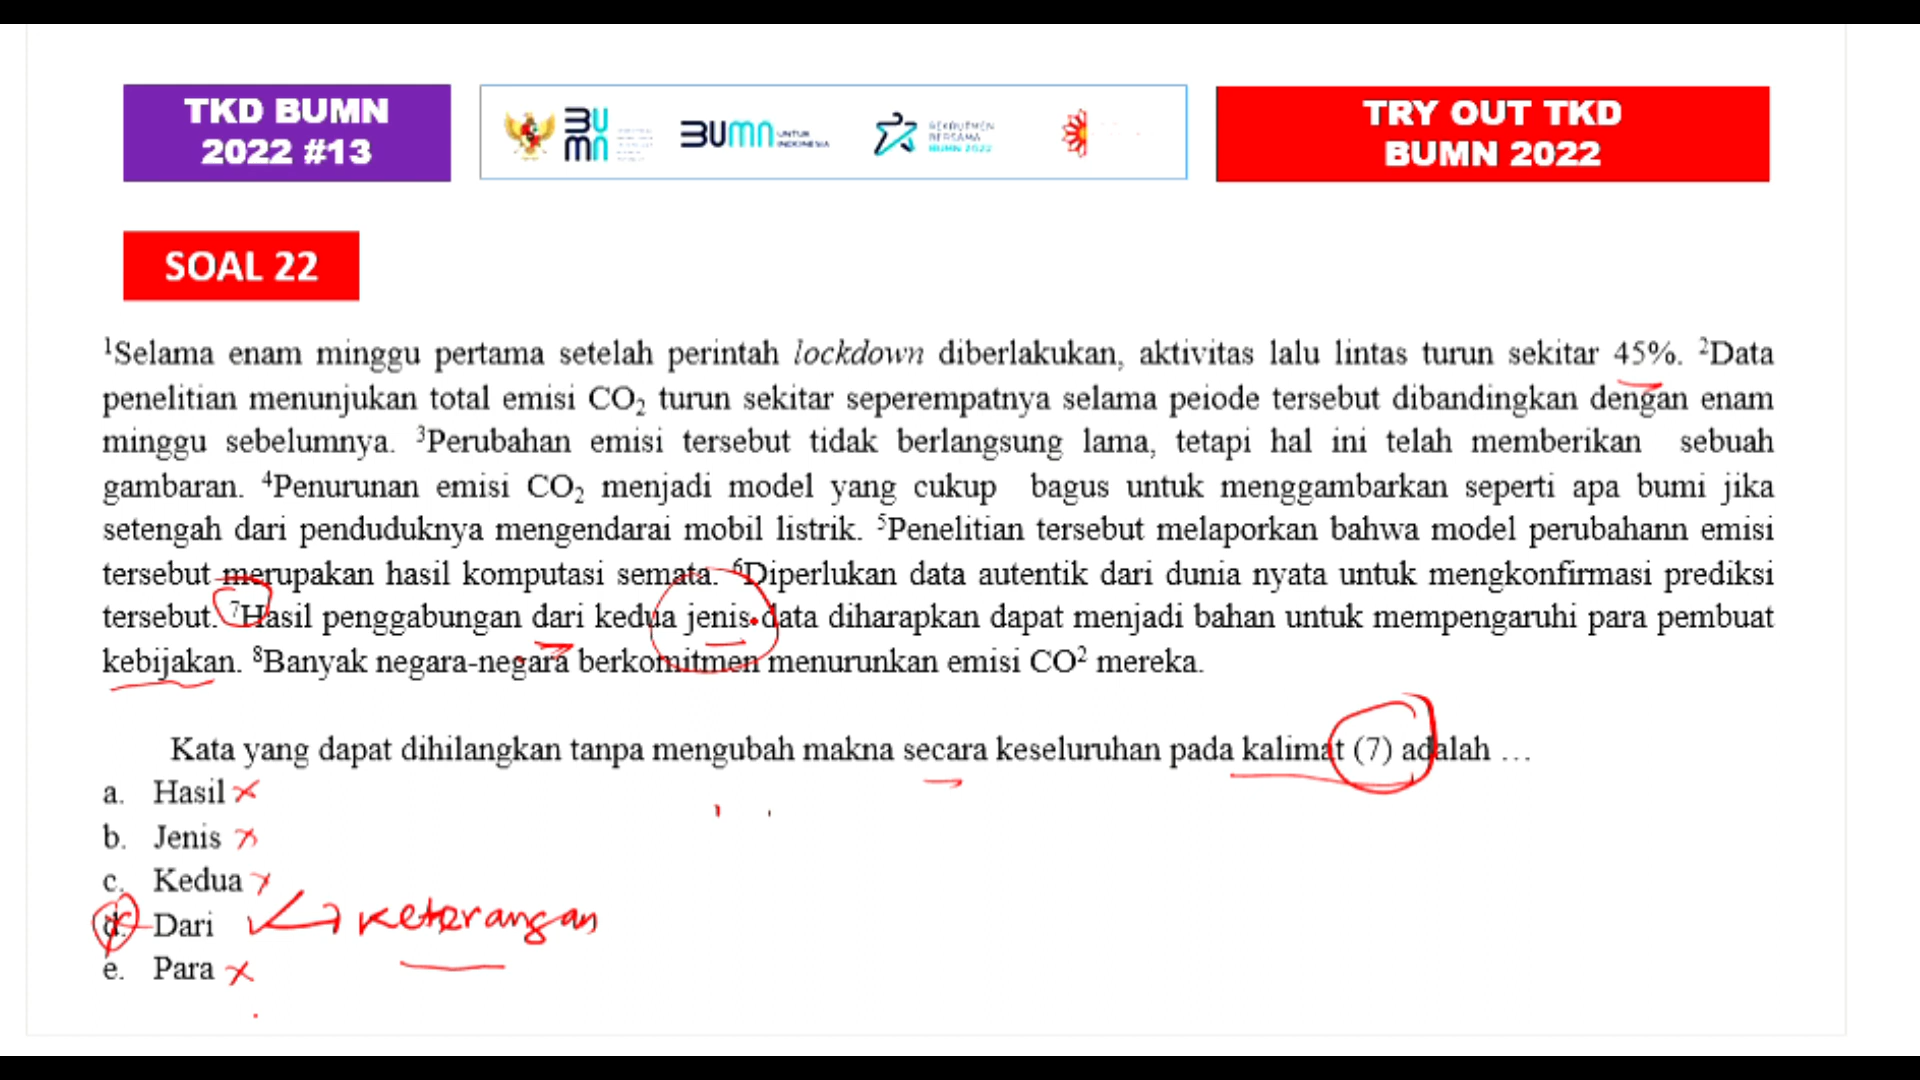 TKD BUMN
2022 #13
BUMN
BUMN UNTUK
INDONESIA
REKRUTMEN
BERSAMA
BUMN 2022
TRY OUT TKD
BUMN 2022
SOAL 22
¹Selama enam minggu pertama setelah perintah lockdown diberlakukan, aktivitas lalu lintas turun sekitar 45%. ²Data
penelitian menunjukan total emisi CO₂ turun sekitar seperempatnya selama peiode tersebut dibandingkan dengan enam
minggu sebelumnya. ³Perubahan emisi tersebut tidak berlangsung lama, tetapi hal ini telah memberikan sebuah
gambaran. ⁴Penurunan emisi CO₂ menjadi model yang cukup bagus untuk menggambarkan seperti apa bumi jika
setengah dari penduduknya mengendarai mobil listrik. ⁵Penelitian tersebut melaporkan bahwa model perubahann emisi
tersebut merupakan hasil komputasi semata. ⁶Diperlukan data autentik dari dunia nyata untuk mengkonfirmasi prediksi
tersebut. ⁷Hasil penggabungan dari kedua jenis data diharapkan dapat menjadi bahan untuk mempengaruhi para pembuat
kebijakan. ⁸Banyak negara-negara berkomitmen menurunkan emisi CO² mereka.
Kata yang dapat dihilangkan tanpa mengubah makna secara keseluruhan pada kalimat (7) adalah …
a. Hasil
b. Jenis
c. Kedua
d. Dari keterangan
e. Para